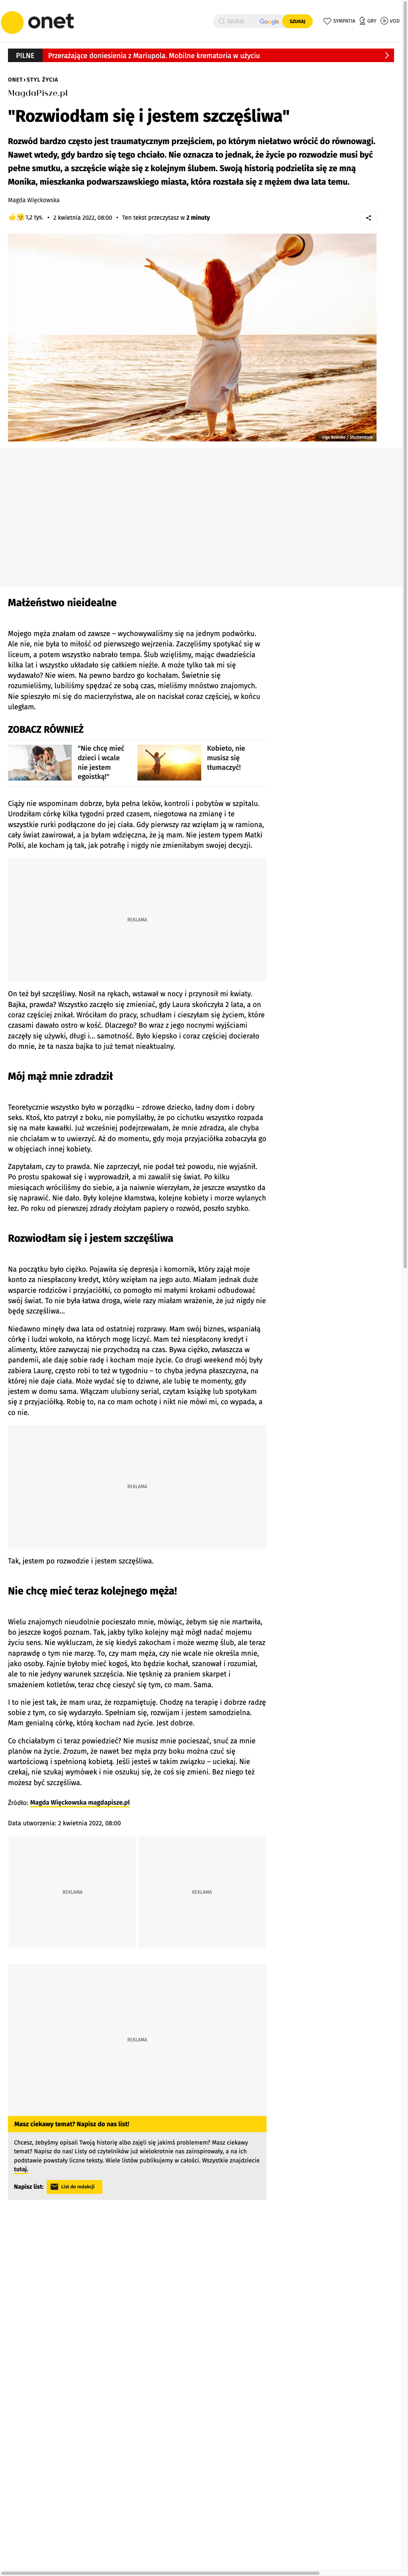 onet
Szukaj
Google
SZUKAJ
SYMPATIA
GRY
VOD
PILNE
Przerażające doniesienia z Mariupola. Mobilne krematoria w użyciu
ONET › STYL ŻYCIA
MagdaPisze.pl
"Rozwiodłam się i jestem szczęśliwa"
Rozwód bardzo często jest traumatycznym przejściem, po którym niełatwo wrócić do równowagi.
Nawet wtedy, gdy bardzo się tego chciało. Nie oznacza to jednak, że życie po rozwodzie musi być
pełne smutku, a szczęście wiąże się z kolejnym ślubem. Swoją historią podzieliła się ze mną
Monika, mieszkanka podwarszawskiego miasta, która rozstała się z mężem dwa lata temu.
Magda Więckowska
1,2 tys. • 2 kwietnia 2022, 08:00 • Ten tekst przeczytasz w 2 minuty
Inga Rolenko / Shutterstock
Małżeństwo nieidealne
Mojego męża znałam od zawsze – wychowywaliśmy się na jednym podwórku.
Ale nie, nie była to miłość od pierwszego wejrzenia. Zaczęliśmy spotykać się w
liceum, a potem wszystko nabrało tempa. Ślub wzięliśmy, mając dwadzieścia
kilka lat i wszystko układało się całkiem nieźle. A może tylko tak mi się
wydawało? Nie wiem. Na pewno bardzo go kochałam. Świetnie się
rozumieliśmy, lubiliśmy spędzać ze sobą czas, mieliśmy mnóstwo znajomych.
Nie spieszyło mi się do macierzyństwa, ale on naciskał coraz częściej, w końcu
uległam.
ZOBACZ RÓWNIEŻ
"Nie chcę mieć
dzieci i wcale
nie jestem
egoistką!"
Kobieto, nie
musisz się
tłumaczyć!
Ciąży nie wspominam dobrze, była pełna leków, kontroli i pobytów w szpitalu.
Urodziłam córkę kilka tygodni przed czasem, niegotowa na zmianę i te
wszystkie rurki podłączone do jej ciała. Gdy pierwszy raz wzięłam ją w ramiona,
cały świat zawirował, a ja byłam wdzięczna, że ją mam. Nie jestem typem Matki
Polki, ale kocham ją tak, jak potrafię i nigdy nie zmieniłabym swojej decyzji.
REKLAMA
On też był szczęśliwy. Nosił na rękach, wstawał w nocy i przynosił mi kwiaty.
Bajka, prawda? Wszystko zaczęło się zmieniać, gdy Laura skończyła 2 lata, a on
coraz częściej znikał. Wróciłam do pracy, schudłam i cieszyłam się życiem, które
czasami dawało ostro w kość. Dlaczego? Bo wraz z jego nocnymi wyjściami
zaczęły się używki, długi i… samotność. Było kiepsko i coraz częściej docierało
do mnie, że ta nasza bajka to już temat nieaktualny.
Mój mąż mnie zdradził
Teoretycznie wszystko było w porządku – zdrowe dziecko, ładny dom i dobry
seks. Ktoś, kto patrzył z boku, nie pomyślałby, że po cichutku wszystko rozpada
się na małe kawałki. Już wcześniej podejrzewałam, że mnie zdradza, ale chyba
nie chciałam w to uwierzyć. Aż do momentu, gdy moja przyjaciółka zobaczyła go
w objęciach innej kobiety.
Zapytałam, czy to prawda. Nie zaprzeczył, nie podał też powodu, nie wyjaśnił.
Po prostu spakował się i wyprowadził, a mi zawalił się świat. Po kilku
miesiącach wróciliśmy do siebie, a ja naiwnie wierzyłam, że jeszcze wszystko da
się naprawić. Nie dało. Były kolejne kłamstwa, kolejne kobiety i morze wylanych
łez. Po roku od pierwszej zdrady złożyłam papiery o rozwód, poszło szybko.
Rozwiodłam się i jestem szczęśliwa
Na początku było ciężko. Pojawiła się depresja i komornik, który zajął moje
konto za niespłacony kredyt, który wzięłam na jego auto. Miałam jednak duże
wsparcie rodziców i przyjaciółki, co pomogło mi małymi krokami odbudować
swój świat. To nie była łatwa droga, wiele razy miałam wrażenie, że już nigdy nie
będę szczęśliwa…
Niedawno minęły dwa lata od ostatniej rozprawy. Mam swój biznes, wspaniałą
córkę i ludzi wokoło, na których mogę liczyć. Mam też niespłacony kredyt i
alimenty, które zazwyczaj nie przychodzą na czas. Bywa ciężko, zwłaszcza w
pandemii, ale daję sobie radę i kocham moje życie. Co drugi weekend mój były
zabiera Laurę, często robi to też w tygodniu – to chyba jedyna płaszczyzna, na
której nie daje ciała. Może wydać się to dziwne, ale lubię te momenty, gdy
jestem w domu sama. Włączam ulubiony serial, czytam książkę lub spotykam
się z przyjaciółką. Robię to, na co mam ochotę i nikt nie mówi mi, co wypada, a
co nie.
REKLAMA
Tak, jestem po rozwodzie i jestem szczęśliwa.
Nie chcę mieć teraz kolejnego męża!
Wielu znajomych nieudolnie pocieszało mnie, mówiąc, żebym się nie martwiła,
bo jeszcze kogoś poznam. Tak, jakby tylko kolejny mąż mógł nadać mojemu
życiu sens. Nie wykluczam, że się kiedyś zakocham i może wezmę ślub, ale teraz
naprawdę o tym nie marzę. To, czy mam męża, czy nie wcale nie określa mnie,
jako osoby. Fajnie byłoby mieć kogoś, kto będzie kochał, szanował i rozumiał,
ale to nie jedyny warunek szczęścia. Nie tęsknię za praniem skarpet i
smażeniem kotletów, teraz chcę cieszyć się tym, co mam. Sama.
I to nie jest tak, że mam uraz, że rozpamiętuję. Chodzę na terapię i dobrze radzę
sobie z tym, co się wydarzyło. Spełniam się, rozwijam i jestem samodzielna.
Mam genialną córkę, którą kocham nad życie. Jest dobrze.
Co chciałabym ci teraz powiedzieć? Nie musisz mnie pocieszać, snuć za mnie
planów na życie. Zrozum, że nawet bez męża przy boku można czuć się
wartościową i spełnioną kobietą. Jeśli jesteś w takim związku – uciekaj. Nie
czekaj, nie szukaj wymówek i nie oszukuj się, że coś się zmieni. Bez niego też
możesz być szczęśliwa.
Źródło: Magda Więckowska magdapisze.pl
Data utworzenia: 2 kwietnia 2022, 08:00
REKLAMA
REKLAMA
REKLAMA
Masz ciekawy temat? Napisz do nas list!
Chcesz, żebyśmy opisali Twoją historię albo zajęli się jakimś problemem? Masz ciekawy
temat? Napisz do nas! Listy od czytelników już wielokrotnie nas zainspirowały, a na ich
podstawie powstały liczne teksty. Wiele listów publikujemy w całości. Wszystkie znajdziecie
tutaj.
Napisz list:
List do redakcji